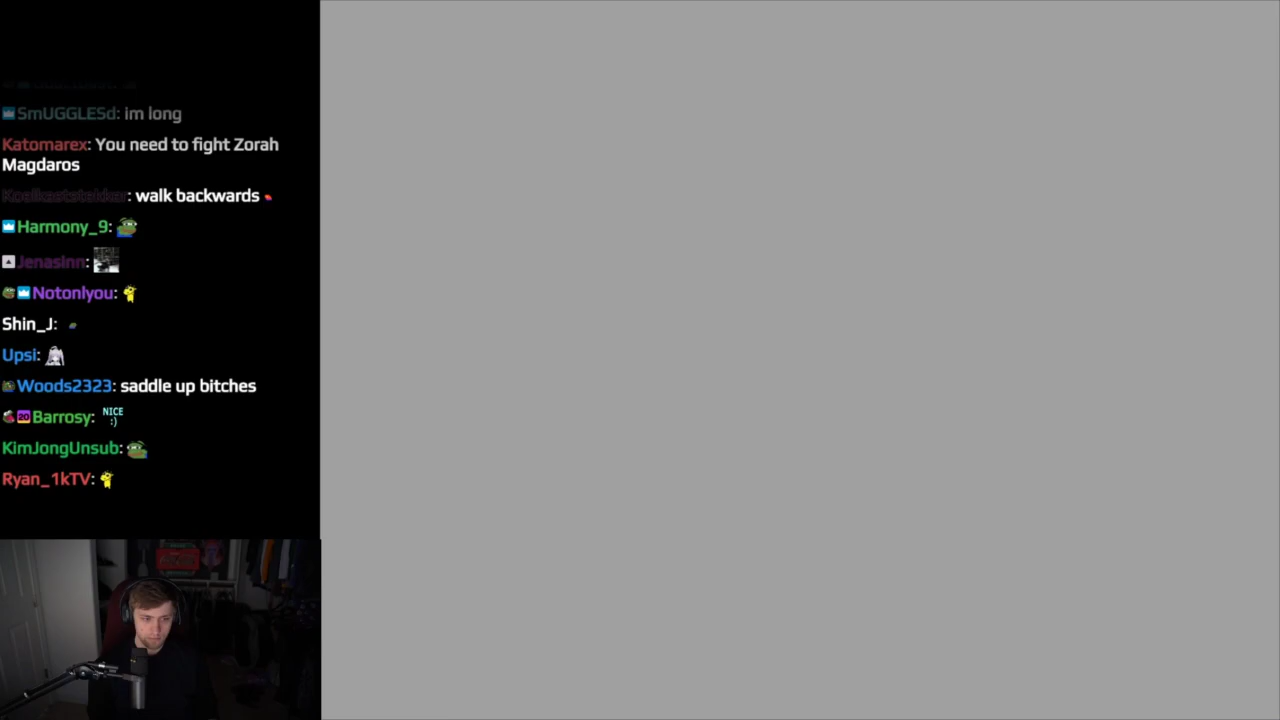 SmUGGLESd: im long
Katomarex: You need to fight Zorah
Magdaros
: walk backwards
Harmony_9:
JenasInn:
Notonlyou:
Shin_J:
Upsi:
Woods2323: saddle up bitches
20 Barrosy: NICE :)
KimJongUnsub:
Ryan_1kTV: